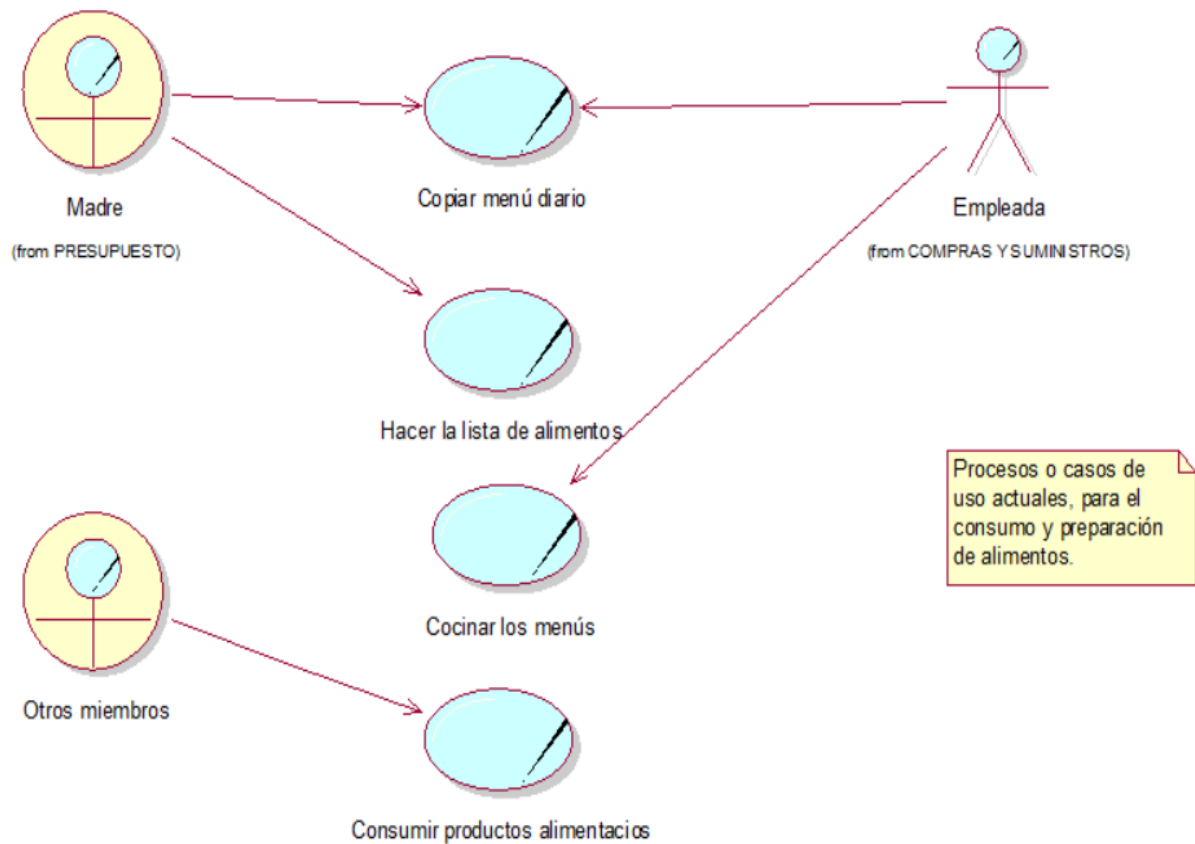 Madre
(from PRESUPUESTO)
Copiar menú diario
Empleada
(from COMPRAS Y SUMINISTROS)
Hacer la lista de alimentos
Procesos o casos de
uso actuales, para el
consumo y preparación
de alimentos.
Cocinar los menús
Otros miembros
Consumir productos alimentacios